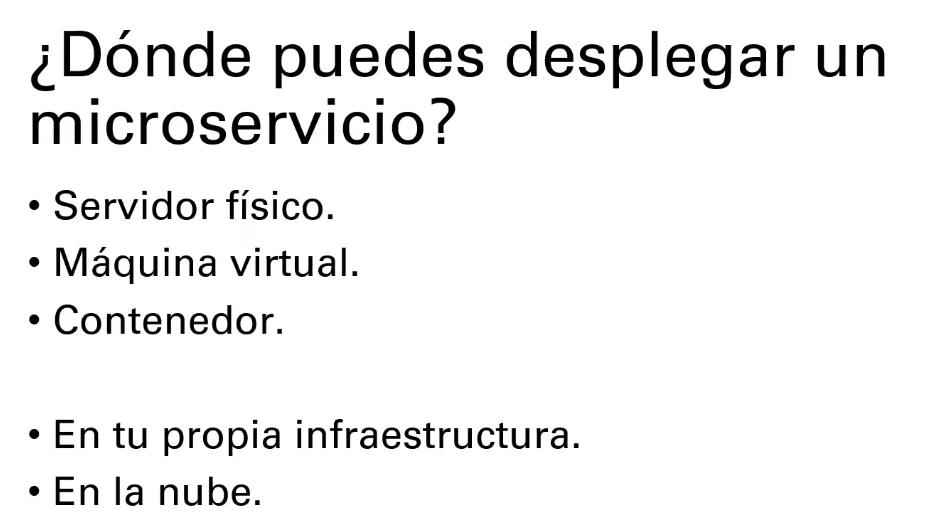 ¿Dónde puedes desplegar un
microservicio?
• Servidor físico.
• Máquina virtual.
• Contenedor.
• En tu propia infraestructura.
• En la nube.